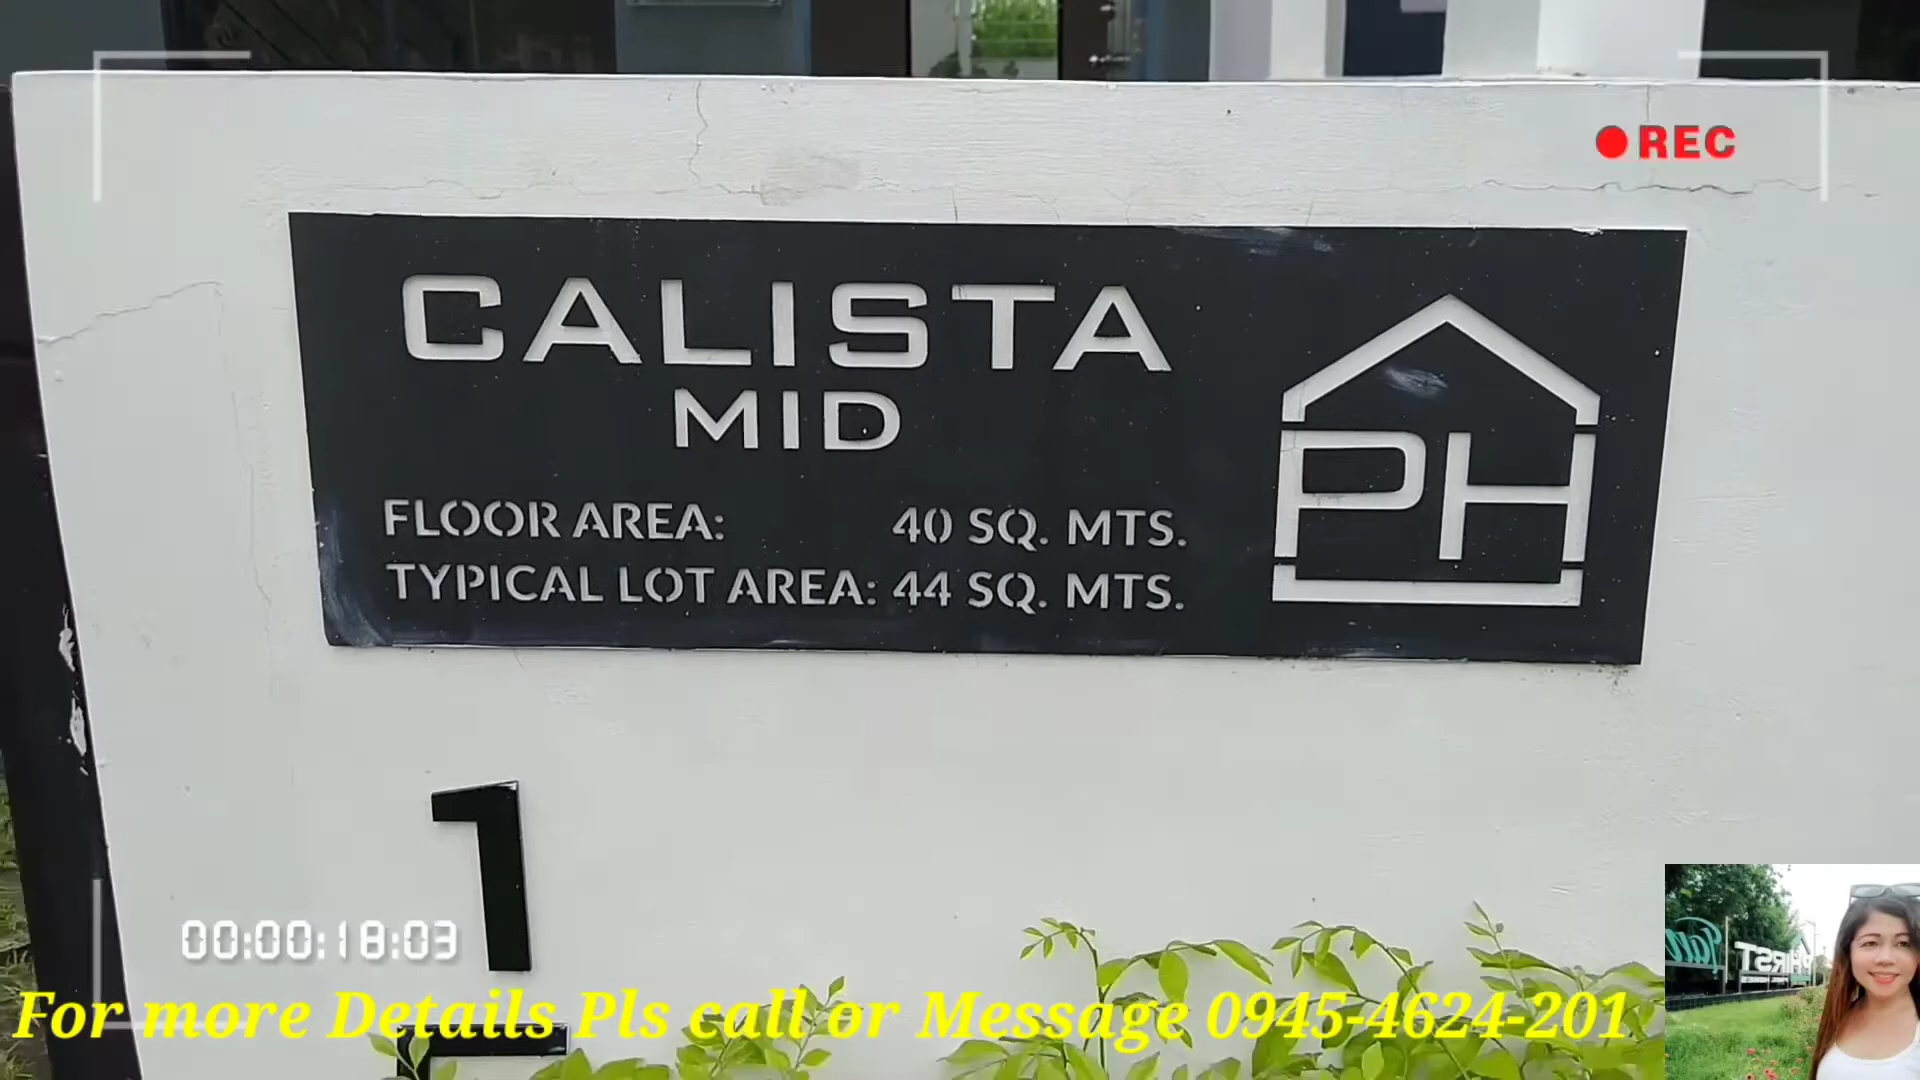 REC
CALISTA
MID
PH
FLOOR AREA: 40 SQ. MTS.
TYPICAL LOT AREA: 44 SQ. MTS.
1
00:00:18:03
For more Details Pls call or Message 0945-4624-201
PHIRST